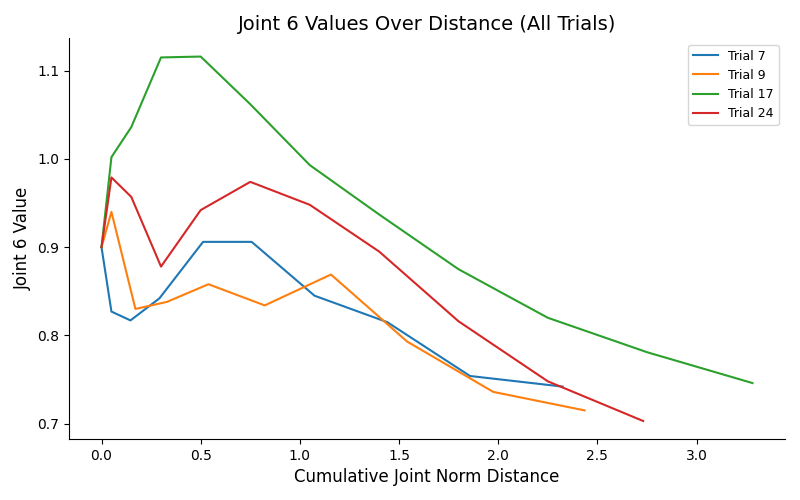 Joint 6 Values Over Distance (All Trials)
Trial 7
Trial 9
Trial 17
Trial 24
Joint 6 Value
1.1
1.0
0.9
0.8
0.7
0.0 0.5 1.0 1.5 2.0 2.5 3.0
Cumulative Joint Norm Distance